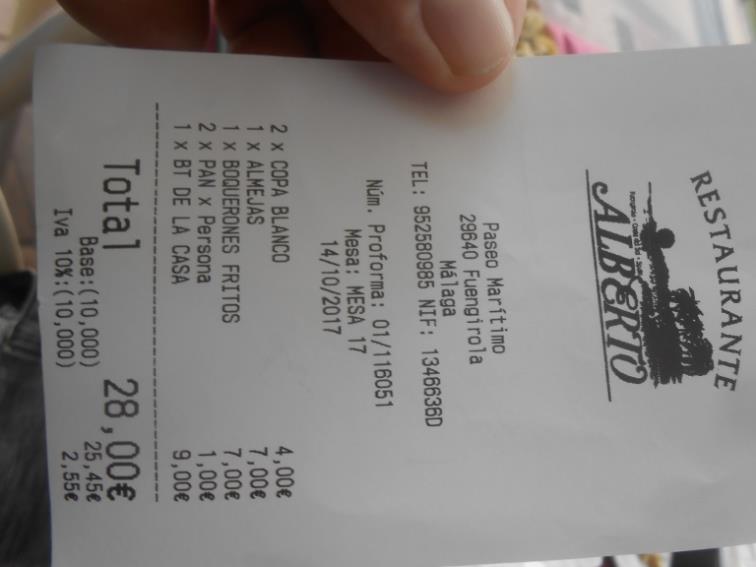 RESTAURANTE
ALBERTO
Paseo Marítimo
29640 Fuengirola
Málaga
TEL: 952580985 NIF: 1346636D
Núm. Proforma: 01/116051
Mesa: MESA 17
14/10/2017
2 x COPA BLANCO 4,00€
1 x ALMEJAS 7,00€
1 x BOQUERONES FRITOS 7,00€
2 x PAN x Persona 1,00€
1 x BT DE LA CASA 9,00€
Total 28,00€
Base:(10,000) 25,45€
Iva 10%:(10,000) 2,55€